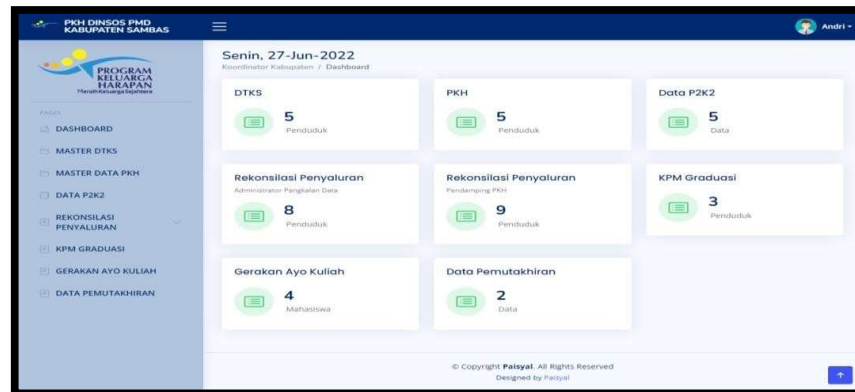 PKH DINSOS PMD
KABUPATEN SAMBAS
Andri
PROGRAM
KELUARGA
HARAPAN
Meraih Keluarga Sejahtera
PAGES
DASHBOARD
MASTER DTKS
MASTER DATA PKH
DATA P2K2
REKONSILASI
PENYALURAN
KPM GRADUASI
GERAKAN AYO KULIAH
DATA PEMUTAKHIRAN
Senin, 27-Jun-2022
Koordinator Kabupaten / Dashboard
DTKS
5
Penduduk
PKH
5
Penduduk
Data P2K2
5
Data
Rekonsilasi Penyaluran
Administrator Pangkalan Data
8
Penduduk
Rekonsilasi Penyaluran
Pendamping PKH
9
Penduduk
KPM Graduasi
3
Penduduk
Gerakan Ayo Kuliah
4
Mahasiswa
Data Pemutakhiran
2
Data
© Copyright Paisyal. All Rights Reserved
Designed by Paisyal